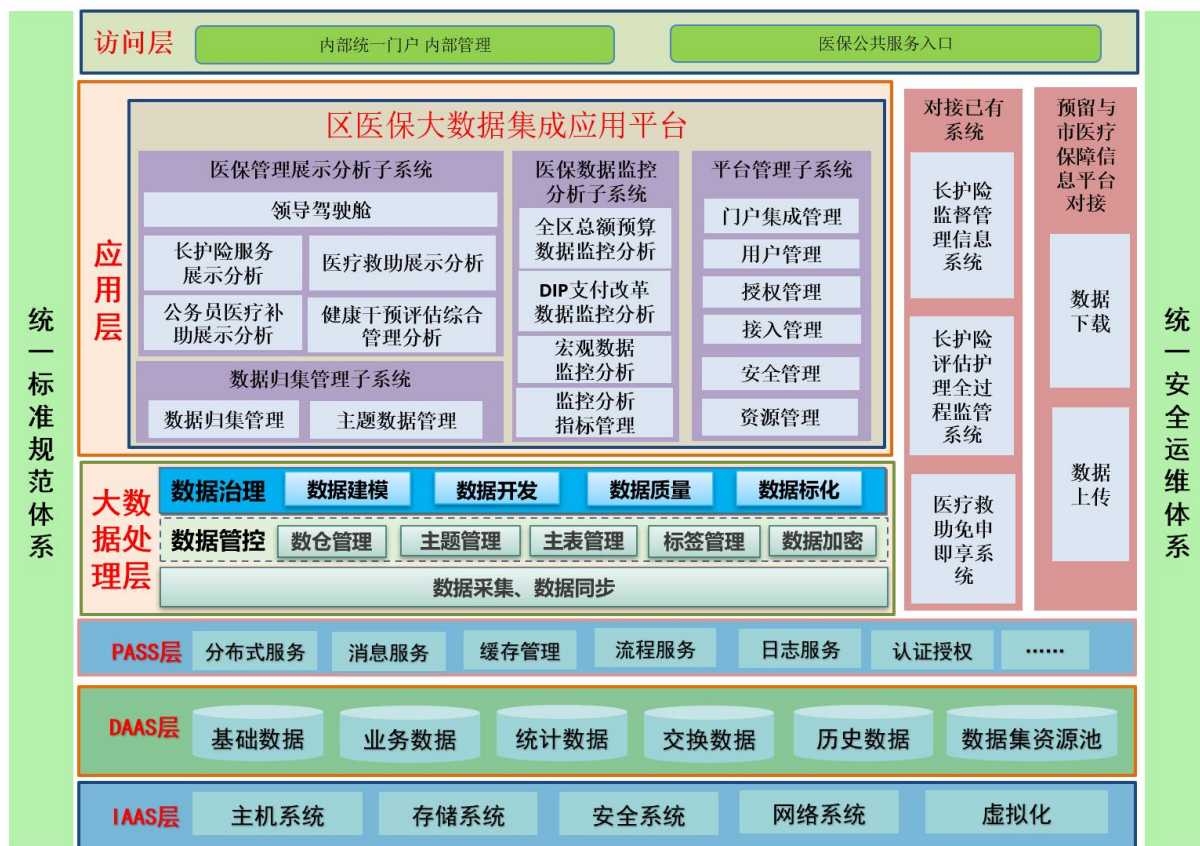 统一标准规范体系
访问层
内部统一门户 内部管理
医保公共服务入口
应用层
区医保大数据集成应用平台
医保管理展示分析子系统
领导驾驶舱
长护险服务
展示分析
医疗救助展示分析
公务员医疗补
助展示分析
健康干预评估综合
管理分析
数据归集管理子系统
数据归集管理
主题数据管理
医保数据监控
分析子系统
全区总额预算
数据监控分析
DIP支付改革
数据监控分析
宏观数据
监控分析
监控分析
指标管理
平台管理子系统
门户集成管理
用户管理
授权管理
接入管理
安全管理
资源管理
对接已有
系统
长护险
监督管
理信息
系统
长护险
评估护
理全过
程监管
系统
医疗救
助免申
即享系
统
预留与
市医疗
保障信
息平台
对接
数据
下载
数据
上传
大数
据处
理层
数据治理
数据建模
数据开发
数据质量
数据标化
数据管控
数仓管理
主题管理
主表管理
标签管理
数据加密
数据采集、数据同步
PASS层
分布式服务
消息服务
缓存管理
流程服务
日志服务
认证授权
······
DAAS层
基础数据
业务数据
统计数据
交换数据
历史数据
数据集资源池
IAAS层
主机系统
存储系统
安全系统
网络系统
虚拟化
统一安全运维体系